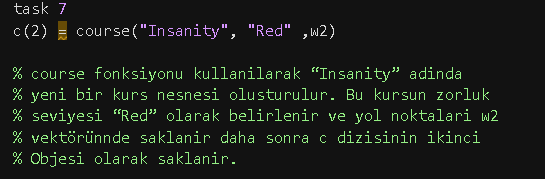 task 7
c(2) = course("Insanity", "Red" ,w2)
% course fonksiyonu kullanilarak “Insanity” adinda
% yeni bir kurs nesnesi olusturulur. Bu kursun zorluk
% seviyesi “Red” olarak belirlenir ve yol noktalari w2
% vektöründe saklanir daha sonra c dizisinin ikinci
% Objesi olarak saklanir.